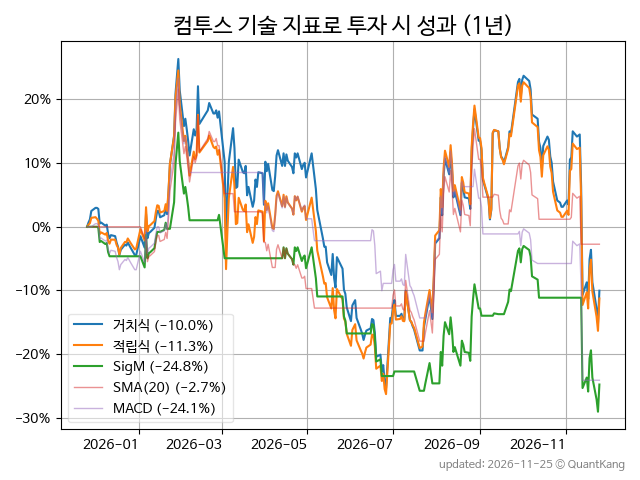 컴투스 기술 지표로 투자 시 성과 (1년)
20%
10%
0%
−10%
−20%
−30%
거치식 (−10.0%)
적립식 (−11.3%)
SigM (−24.8%)
SMA(20) (−2.7%)
MACD (−24.1%)
2026-01
2026-03
2026-05
2026-07
2026-09
2026-11
updated: 2026-11-25 © QuantKang